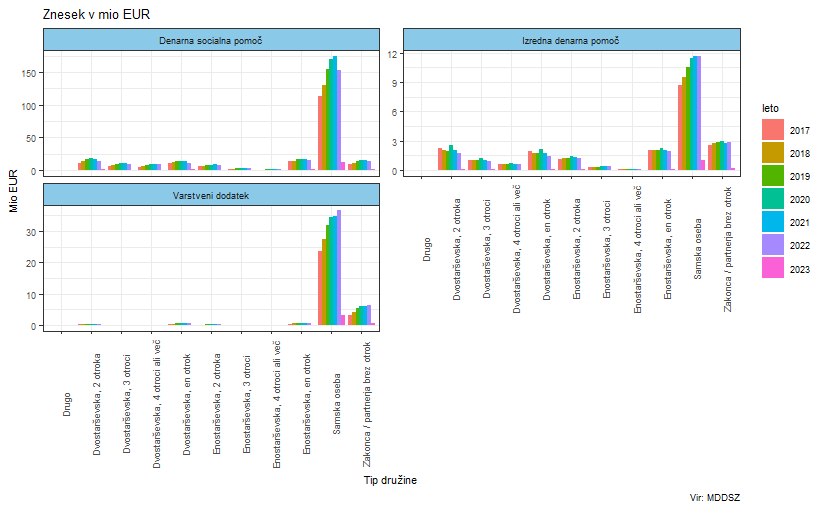 Znesek v mio EUR
Denarna socialna pomoč
Izredna denarna pomoč
150
100
50
0
12
9
6
3
0
Varstveni dodatek
30
20
10
0
Mio EUR
Drugo
Dvostarševska, 2 otroka
Dvostarševska, 3 otroci
Dvostarševska, 4 otroci ali več
Dvostarševska, en otrok
Enostarševska, 2 otroka
Enostarševska, 3 otroci
Enostarševska, 4 otroci ali več
Enostarševska, en otrok
Samska oseba
Zakonca / partnerja brez otrok
Drugo
Dvostarševska, 2 otroka
Dvostarševska, 3 otroci
Dvostarševska, 4 otroci ali več
Dvostarševska, en otrok
Enostarševska, 2 otroka
Enostarševska, 3 otroci
Enostarševska, 4 otroci ali več
Enostarševska, en otrok
Samska oseba
Zakonca / partnerja brez otrok
Tip družine
leto
2017
2018
2019
2020
2021
2022
2023
Vir: MDDSZ